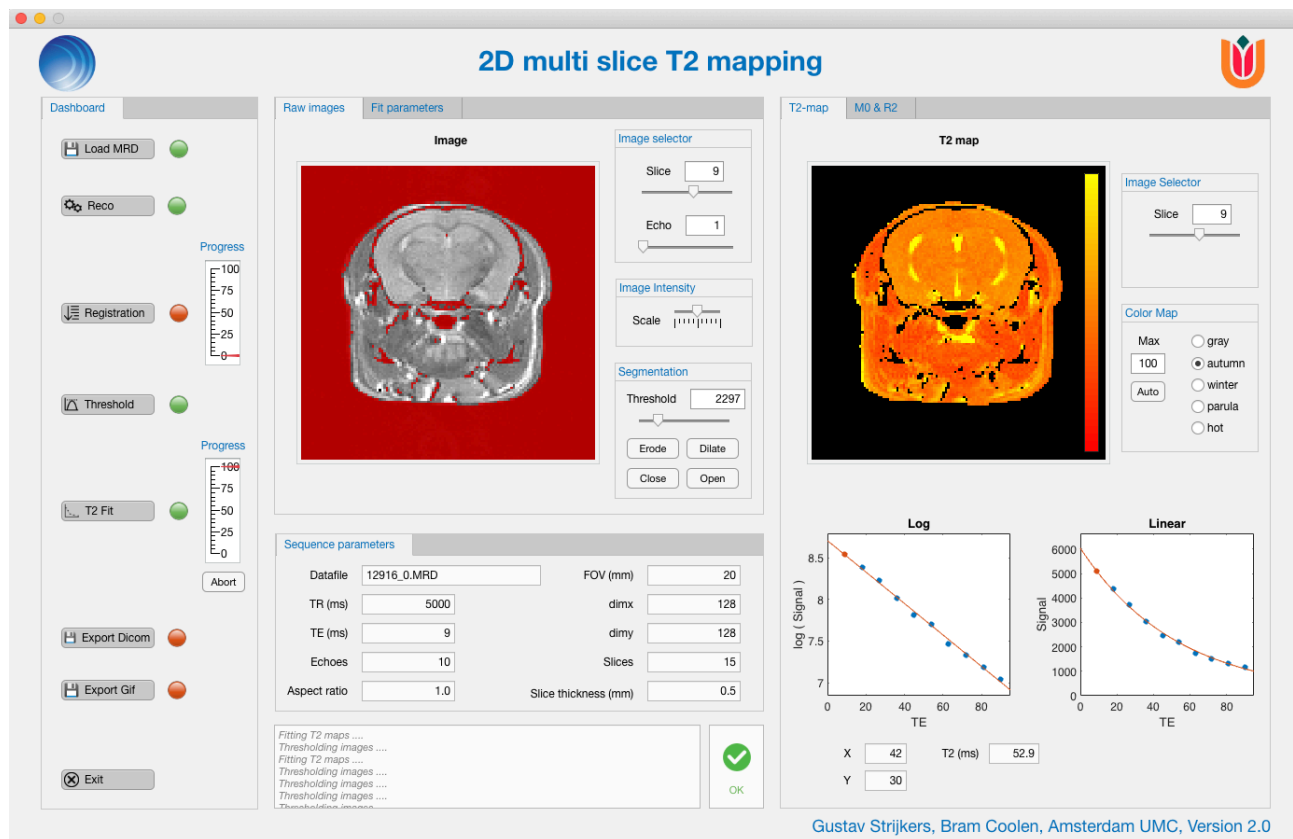 2D multi slice T2 mapping
Dashboard
Load MRD
Reco
Progress
100
75
50
25
0
Registration
Threshold
Progress
100
75
50
25
0
T2 Fit
Abort
Export Dicom
Export Gif
Exit
Raw images
Fit parameters
Image
Image selector
Slice 9
Echo 1
Image Intensity
Scale
Segmentation
Threshold 2297
Erode Dilate
Close Open
Sequence parameters
Datafile 12916_0.MRD FOV (mm) 20
TR (ms) 5000 dimx 128
TE (ms) 9 dimy 128
Echoes 10 Slices 15
Aspect ratio 1.0 Slice thickness (mm) 0.5
Fitting T2 maps ....
Thresholding images ....
Fitting T2 maps ....
Thresholding images ....
Thresholding images ....
Thresholding images
OK
T2-map
M0 & R2
T2 map
Image Selector
Slice 9
Color Map
Max
100
Auto
gray
autumn
winter
parula
hot
Log
log ( Signal )
8.5
8
7.5
7
0 20 40 60 80
TE
Linear
Signal
6000
5000
4000
3000
2000
1000
0
0 20 40 60 80
TE
X 42 T2 (ms) 52.9
Y 30
Gustav Strijkers, Bram Coolen, Amsterdam UMC, Version 2.0